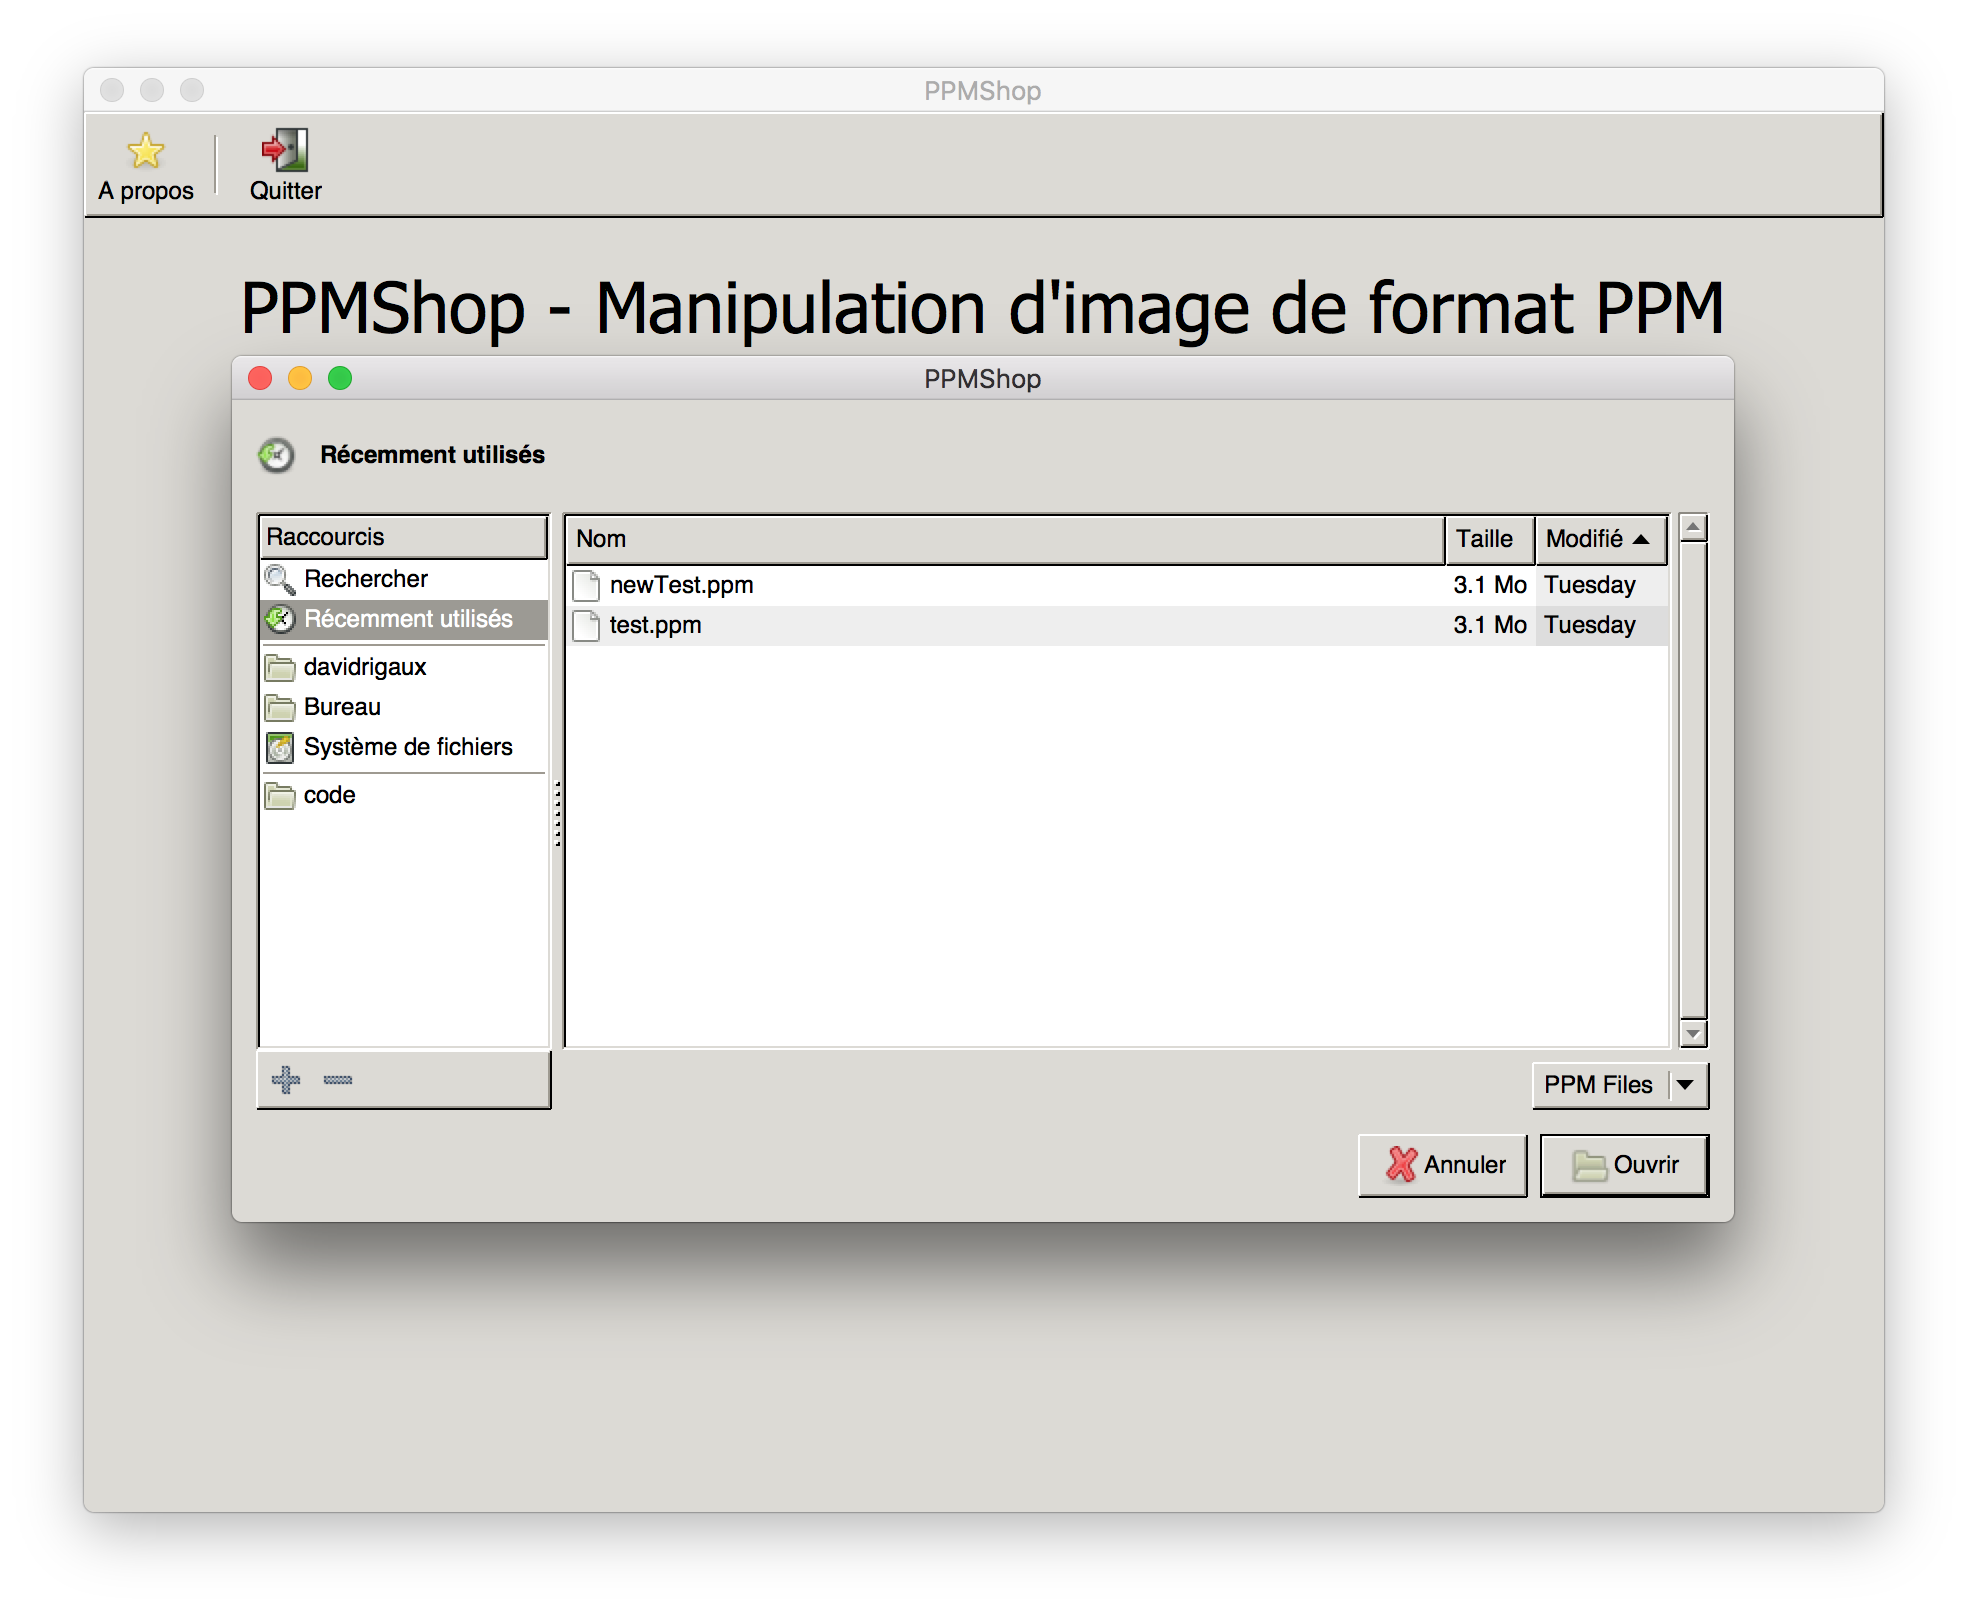 PPMShop
A propos
Quitter
PPMShop - Manipulation d'image de format PPM
PPMShop
Récemment utilisés
Raccourcis
Rechercher
Récemment utilisés
davidrigaux
Bureau
Système de fichiers
code
Nom Taille Modifié
newTest.ppm 3.1 Mo Tuesday
test.ppm 3.1 Mo Tuesday
PPM Files
Annuler
Ouvrir